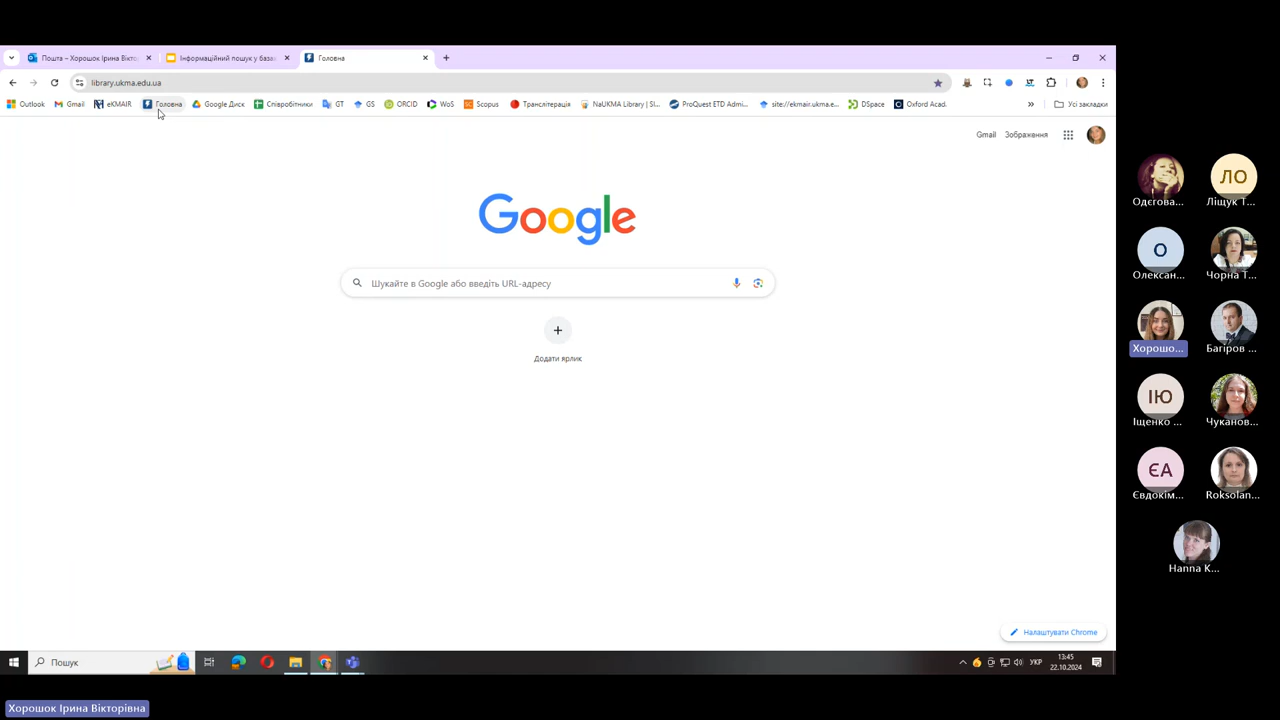 Пошта – Хорошок Ірина Вікто
Інформаційний пошук у база
Головна
library.ukma.edu.ua
Outlook
Gmail
eKMAIR
Головна
Google Диск
Співробітники
GT
GS
ORCID
WoS
Scopus
Транслітерація
NaUKMA Library | Sl...
ProQuest ETD Admi...
site://ekmair.ukma.e...
DSpace
Oxford Acad.
Усі закладки
Gmail
Зображення
Google
Шукайте в Google або введіть URL-адресу
Додати ярлик
Налаштувати Chrome
Пошук
УКР
13:45
22.10.2024
Одєгова...
ЛО
Ліщук Т...
О
Олександ...
Чорна Т...
Хорошо...
Багіров ...
ІЮ
Іщенко ...
Чуканов...
ЄА
Євдокім...
Roksolan...
Hanna K...
Хорошок Ірина Вікторівна